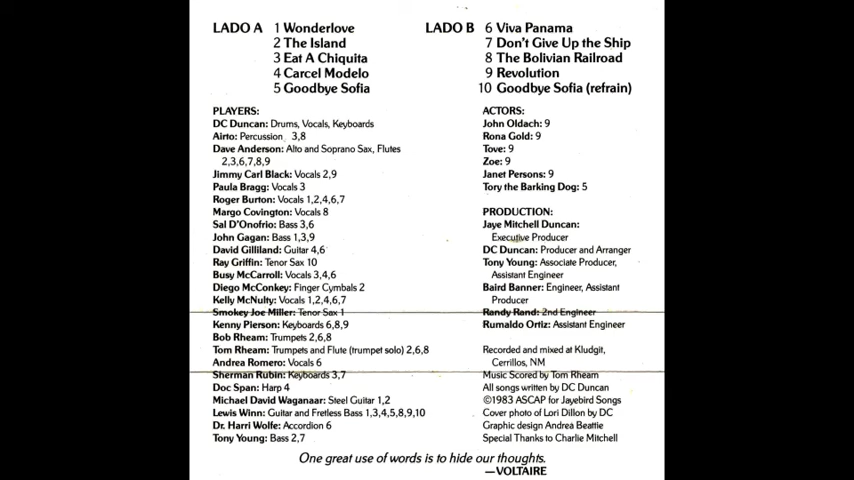 LADO A 1 Wonderlove
2 The Island
3 Eat A Chiquita
4 Carcel Modelo
5 Goodbye Sofia
LADO B 6 Viva Panama
7 Don't Give Up the Ship
8 The Bolivian Railroad
9 Revolution
10 Goodbye Sofia (refrain)
PLAYERS:
DC Duncan: Drums, Vocals, Keyboards
Airto: Percussion 3,8
Dave Anderson: Alto and Soprano Sax, Flutes
2,3,6,7,8,9
Jimmy Carl Black: Vocals 2,9
Paula Bragg: Vocals 3
Roger Burton: Vocals 1,2,4,6,7
Margo Covington: Vocals 8
Sal D'Onofrio: Bass 3,6
John Gagan: Bass 1,3,9
David Gilliland: Guitar 4,6
Ray Griffin: Tenor Sax 10
Busy McCarroll: Vocals 3,4,6
Diego McConkey: Finger Cymbals 2
Kelly McNulty: Vocals 1,2,4,6,7
Smokey Joe Miller: Tenor Sax 1
Kenny Pierson: Keyboards 6,8,9
Bob Rheam: Trumpets 2,6,8
Tom Rheam: Trumpets and Flute (trumpet solo) 2,6,8
Andrea Romero: Vocals 6
Sherman Rubin: Keyboards 3,7
Doc Span: Harp 4
Michael David Waganaar: Steel Guitar 1,2
Lewis Winn: Guitar and Fretless Bass 1,3,4,5,8,9,10
Dr. Harri Wolfe: Accordion 6
Tony Young: Bass 2,7
ACTORS:
John Oldach: 9
Rona Gold: 9
Tove: 9
Zoe: 9
Janet Persons: 9
Tory the Barking Dog: 5
PRODUCTION:
Jaye Mitchell Duncan:
Executive Producer
DC Duncan: Producer and Arranger
Tony Young: Associate Producer,
Assistant Engineer
Baird Banner: Engineer, Assistant
Producer
Randy Rand: 2nd Engineer
Rumaldo Ortiz: Assistant Engineer
Recorded and mixed at Kludgit,
Cerrillos, NM
Music Scored by Tom Rheam
All songs written by DC Duncan
©1983 ASCAP for Jayebird Songs
Cover photo of Lori Dillon by DC
Graphic design Andrea Beattie
Special Thanks to Charlie Mitchell
One great use of words is to hide our thoughts.
—VOLTAIRE